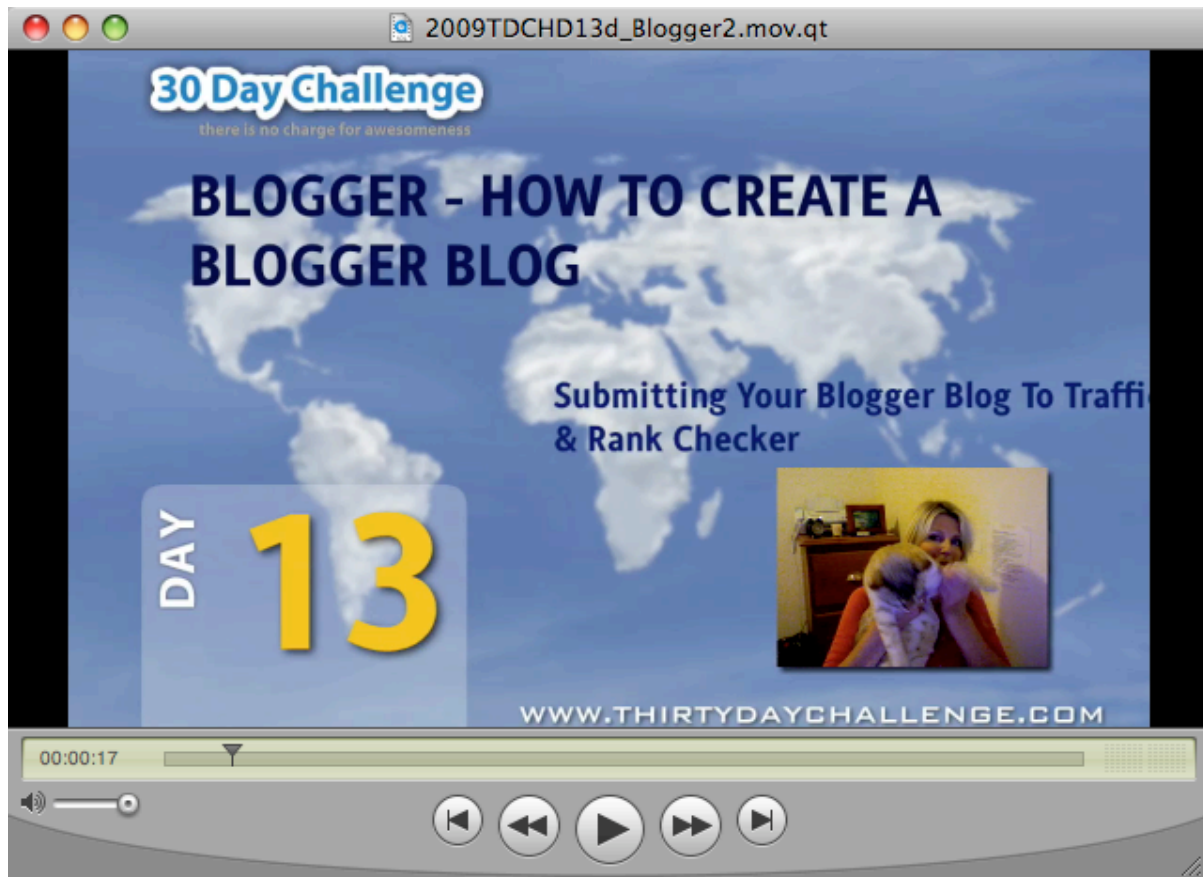 2009TDCHD13d_Blogger2.mov.qt
30 Day Challenge
there is no charge for awesomeness
BLOGGER - HOW TO CREATE A
BLOGGER BLOG
Submitting Your Blogger Blog To Traffi
& Rank Checker
DAY
13
WWW.THIRTYDAYCHALLENGE.COM
00:00:17